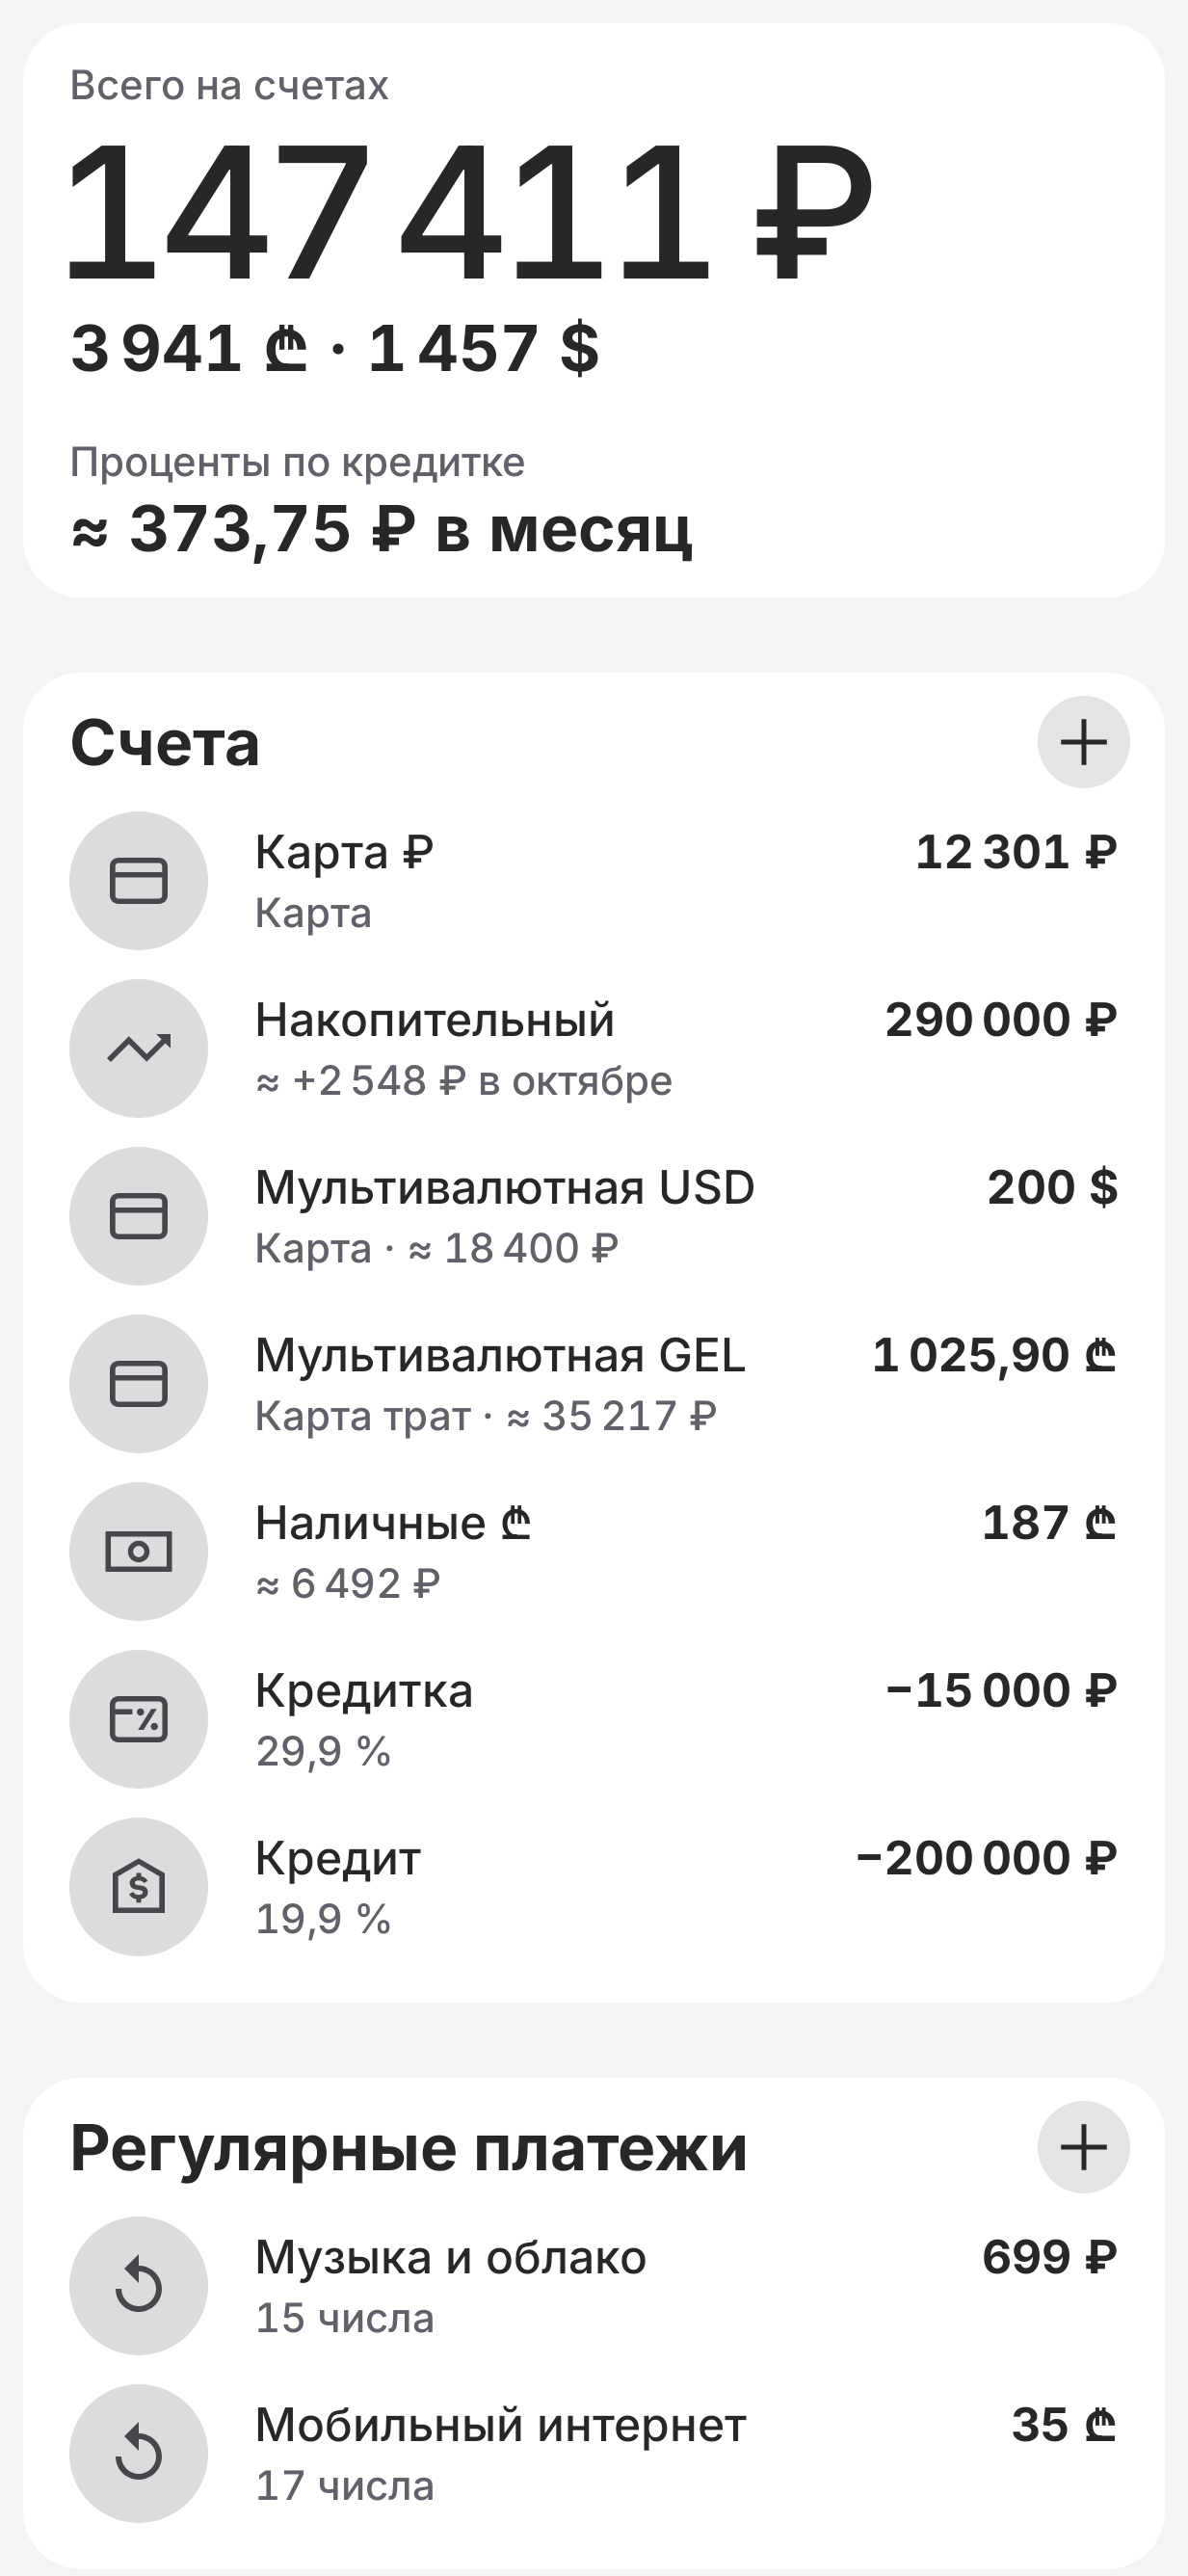 Всего на счетах
147 411 ₽
3 941 ₾ · 1 457 $
Проценты по кредитке
≈ 373,75 ₽ в месяц
Счета
Карта ₽
12 301 ₽
Карта
Накопительный
290 000 ₽
≈ +2 548 ₽ в октябре
Мультивалютная USD
200 $
Карта · ≈ 18 400 ₽
Мультивалютная GEL
1 025,90 ₾
Карта трат · ≈ 35 217 ₽
Наличные ₾
187 ₾
≈ 6 492 ₽
Кредитка
−15 000 ₽
29,9 %
Кредит
−200 000 ₽
19,9 %
Регулярные платежи
Музыка и облако
699 ₽
15 числа
Мобильный интернет
35 ₾
17 числа